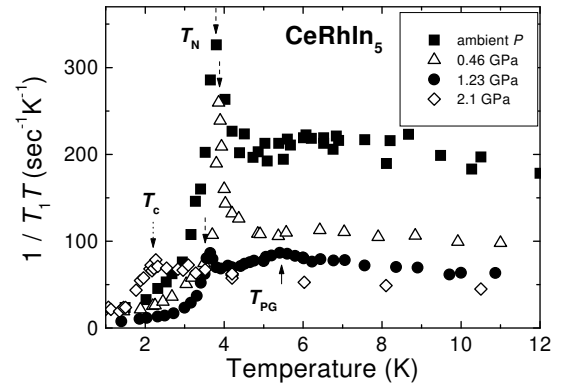 CeRhIn5
ambient P
0.46 GPa
1.23 GPa
2.1 GPa
TN
Tc
TPG
300
200
100
0
1 / T1T (sec-1K-1)
2 4 6 8 10 12
Temperature (K)